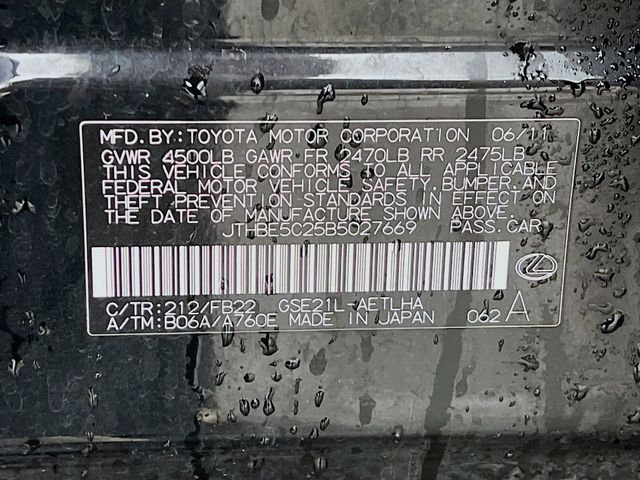 MFD. BY: TOYOTA MOTOR CORPORATION 06/11
GVWR 4500LB GAWR FR 2470LB RR 2475LB
THIS VEHICLE CONFORMS TO ALL APPLICABLE
FEDERAL MOTOR VEHICLE SAFETY, BUMPER, AND
THEFT PREVENTION STANDARDS IN EFFECT ON
THE DATE OF MANUFACTURE SHOWN ABOVE.
JTHBE5C25B5027669 PASS. CAR
C/TR: 212/FB22 GSE21L-AETLHA
A/TM: B06A/A760E MADE IN JAPAN 062 A